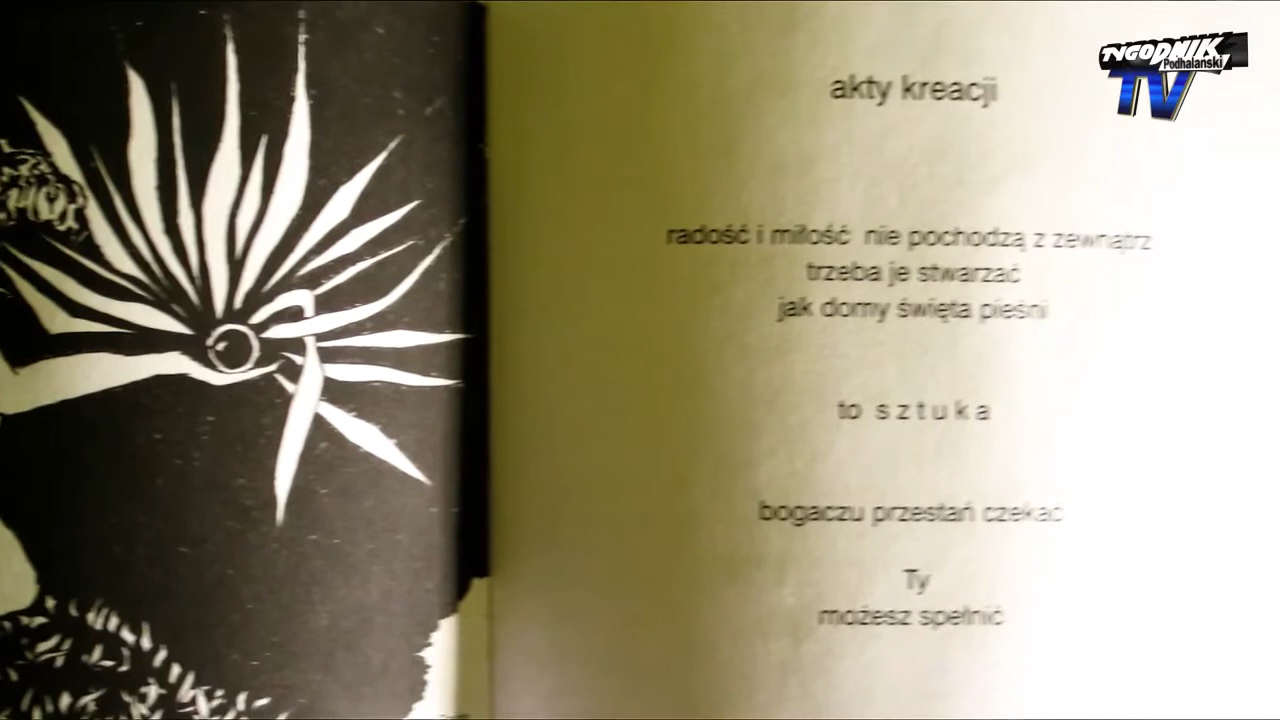 akty kreacji
radość i miłość nie pochodzą z zewnątrz
trzeba je stwarzać
jak domy święta pieśni
to s z t u k a
bogaczu przestań czekać
Ty
możesz spełnić
TYGODNIK
Podhalański
TV